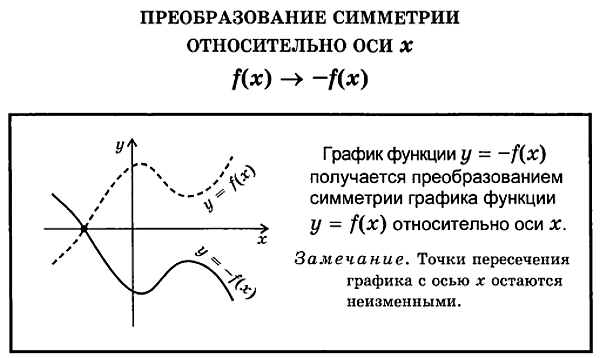 ПРЕОБРАЗОВАНИЕ СИММЕТРИИ
ОТНОСИТЕЛЬНО ОСИ x
f(x) → −f(x)
y
y = f(x)
x
y = −f(x)
График функции y = −f(x)
получается преобразованием
симметрии графика функции
y = f(x) относительно оси x.
Замечание. Точки пересечения
графика с осью x остаются
неизменными.